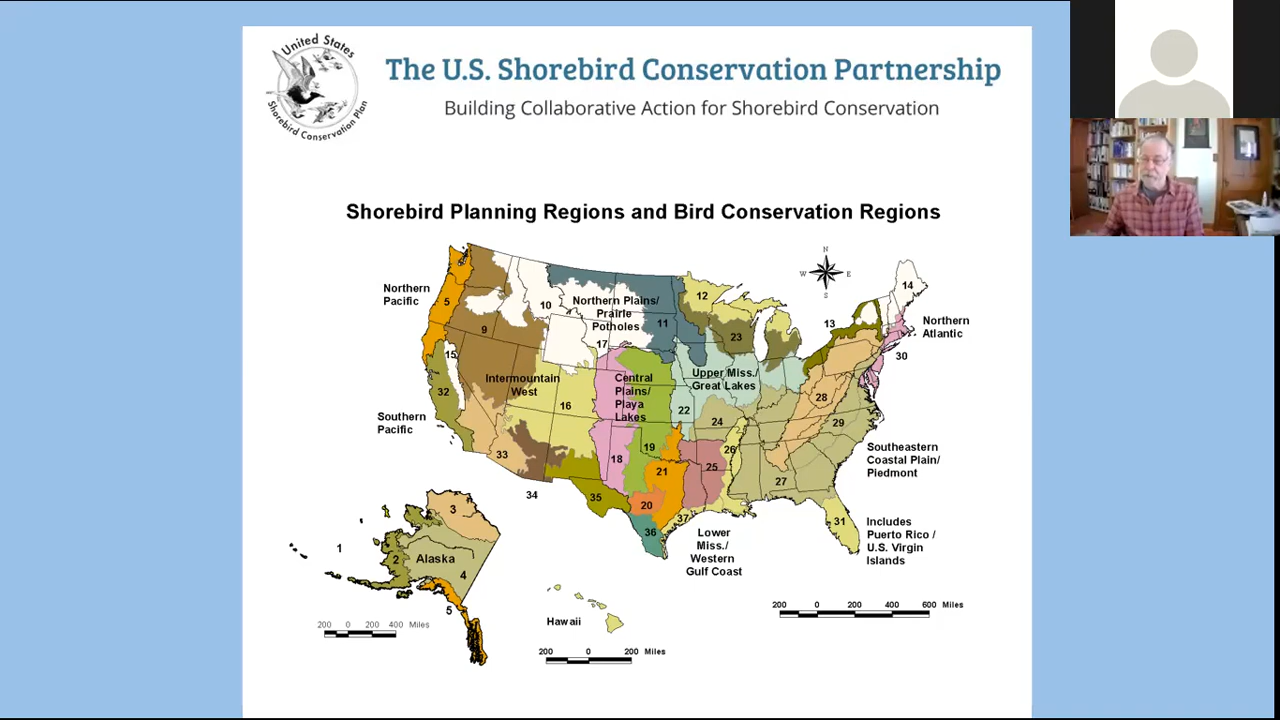 United States
Shorebird Conservation Plan
The U.S. Shorebird Conservation Partnership
Building Collaborative Action for Shorebird Conservation
Shorebird Planning Regions and Bird Conservation Regions
N
W E
S
Northern
Pacific
5
9
10
Northern Plains/
Prairie
Potholes
11
12
14
13
Northern
Atlantic
30
15
17
23
32
Intermountain
West
16
Central
Plains/
Playa
Lakes
Upper Miss./
Great Lakes
22
24
28
29
Southern
Pacific
33
34
35
18
19
21
20
36
37
25
26
27
31
Southeastern
Coastal Plain/
Piedmont
Lower
Miss./
Western
Gulf Coast
Includes
Puerto Rico /
U.S. Virgin
Islands
1
2
3
Alaska
4
5
200 0 200 400 Miles
Hawaii
200 0 200 Miles
200 0 200 400 600 Miles